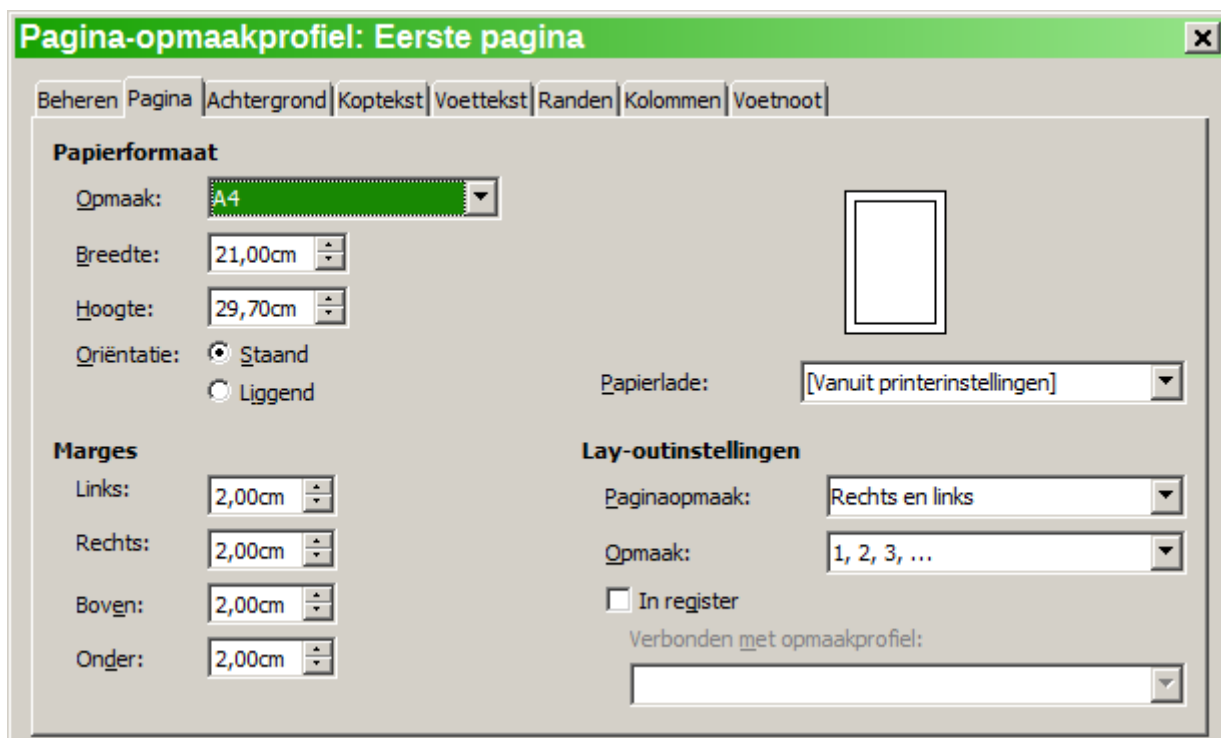 Pagina-opmaakprofiel: Eerste pagina
Beheren Pagina Achtergrond Koptekst Voettekst Randen Kolommen Voetnoot
Papierformaat
Opmaak: A4
Breedte: 21,00cm
Hoogte: 29,70cm
Oriëntatie: Staand
Liggend
Papierlade: [Vanuit printerinstellingen]
Marges
Links: 2,00cm
Rechts: 2,00cm
Boven: 2,00cm
Onder: 2,00cm
Lay-outinstellingen
Paginaopmaak: Rechts en links
Opmaak: 1, 2, 3, ...
In register
Verbonden met opmaakprofiel: